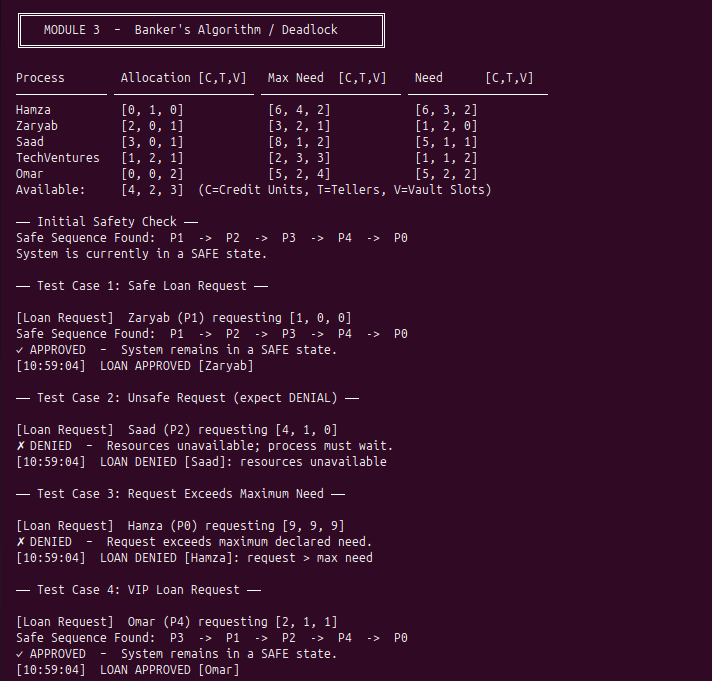 MODULE 3  -  Banker's Algorithm / Deadlock
Process        Allocation [C,T,V]   Max Need  [C,T,V]    Need      [C,T,V]
Hamza          [0, 1, 0]            [6, 4, 2]            [6, 3, 2]
Zaryab         [2, 0, 1]            [3, 2, 1]            [1, 2, 0]
Saad           [3, 0, 1]            [8, 1, 2]            [5, 1, 1]
TechVentures   [1, 2, 1]            [2, 3, 3]            [1, 1, 2]
Omar           [0, 0, 2]            [5, 2, 4]            [5, 2, 2]
Available:     [4, 2, 3]  (C=Credit Units, T=Tellers, V=Vault Slots)
── Initial Safety Check ──
Safe Sequence Found:  P1  ->  P2  ->  P3  ->  P4  ->  P0
System is currently in a SAFE state.
── Test Case 1: Safe Loan Request ──
[Loan Request]  Zaryab (P1) requesting [1, 0, 0]
Safe Sequence Found:  P1  ->  P2  ->  P3  ->  P4  ->  P0
✓ APPROVED  -  System remains in a SAFE state.
[10:59:04]  LOAN APPROVED [Zaryab]
── Test Case 2: Unsafe Request (expect DENIAL) ──
[Loan Request]  Saad (P2) requesting [4, 1, 0]
✗ DENIED  -  Resources unavailable; process must wait.
[10:59:04]  LOAN DENIED [Saad]: resources unavailable
── Test Case 3: Request Exceeds Maximum Need ──
[Loan Request]  Hamza (P0) requesting [9, 9, 9]
✗ DENIED  -  Request exceeds maximum declared need.
[10:59:04]  LOAN DENIED [Hamza]: request > max need
── Test Case 4: VIP Loan Request ──
[Loan Request]  Omar (P4) requesting [2, 1, 1]
Safe Sequence Found:  P3  ->  P1  ->  P2  ->  P4  ->  P0
✓ APPROVED  -  System remains in a SAFE state.
[10:59:04]  LOAN APPROVED [Omar]